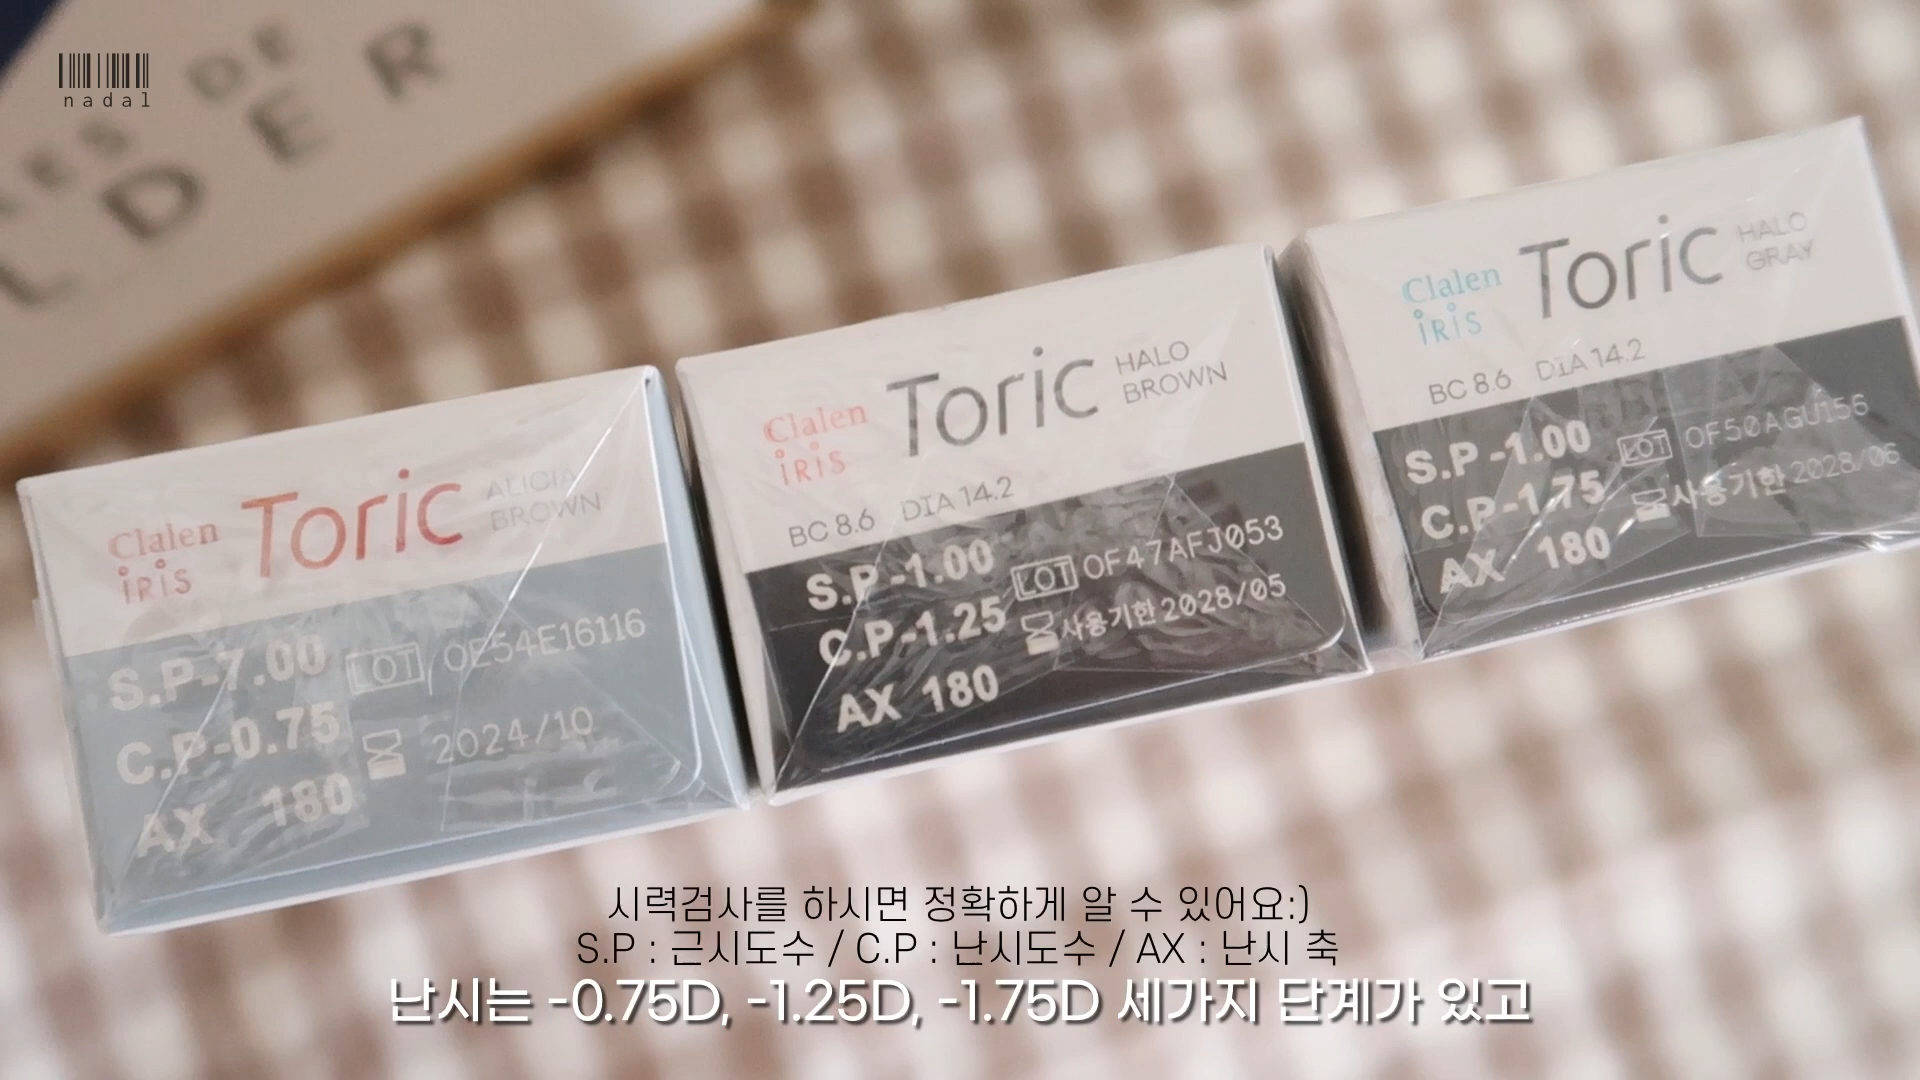 nadal
DE
L DER
Clalen
iRiS
Toric
ALICIA
BROWN
S.P-7.00
LOT OE54E16116
C.P-0.75
2024/10
AX 180
Clalen
iRiS
Toric
HALO
BROWN
BC 8.6 DIA 14.2
S.P-1.00
LOT OF47AFJ053
C.P-1.25
사용기한 2028/05
AX 180
Clalen
iRiS
Toric
HALO
GRAY
BC 8.6 DIA 14.2
S.P-1.00
LOT OF50AGU156
C.P-1.75
사용기한 2028/06
AX 180
시력검사를 하시면 정확하게 알 수 있어요:)
S.P : 근시도수 / C.P : 난시도수 / AX : 난시 축
난시는 -0.75D, -1.25D, -1.75D 세가지 단계가 있고